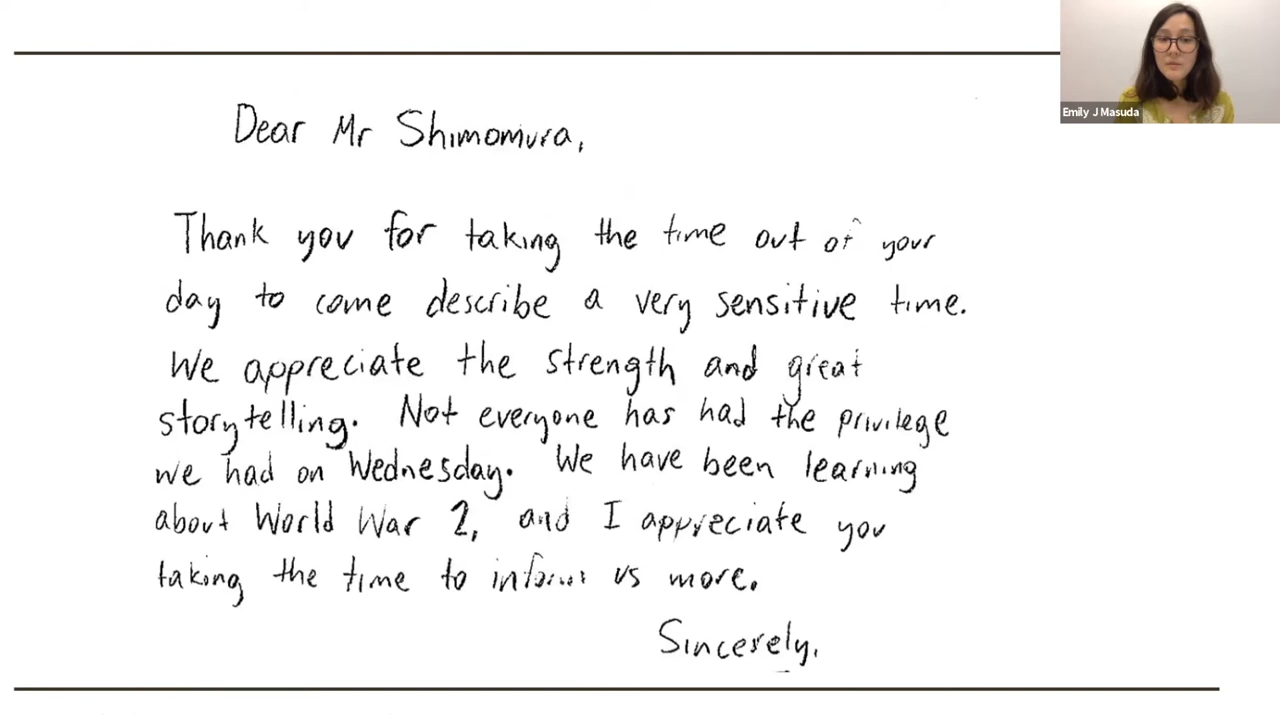 Emily J Masuda
Dear Mr Shimomura,
Thank you for taking the time out of your
day to come describe a very sensitive time.
We appreciate the strength and great
storytelling. Not everyone has had the privilege
we had on Wednesday. We have been learning
about World War 2, and I appreciate you
taking the time to inform us more.
Sincerely,